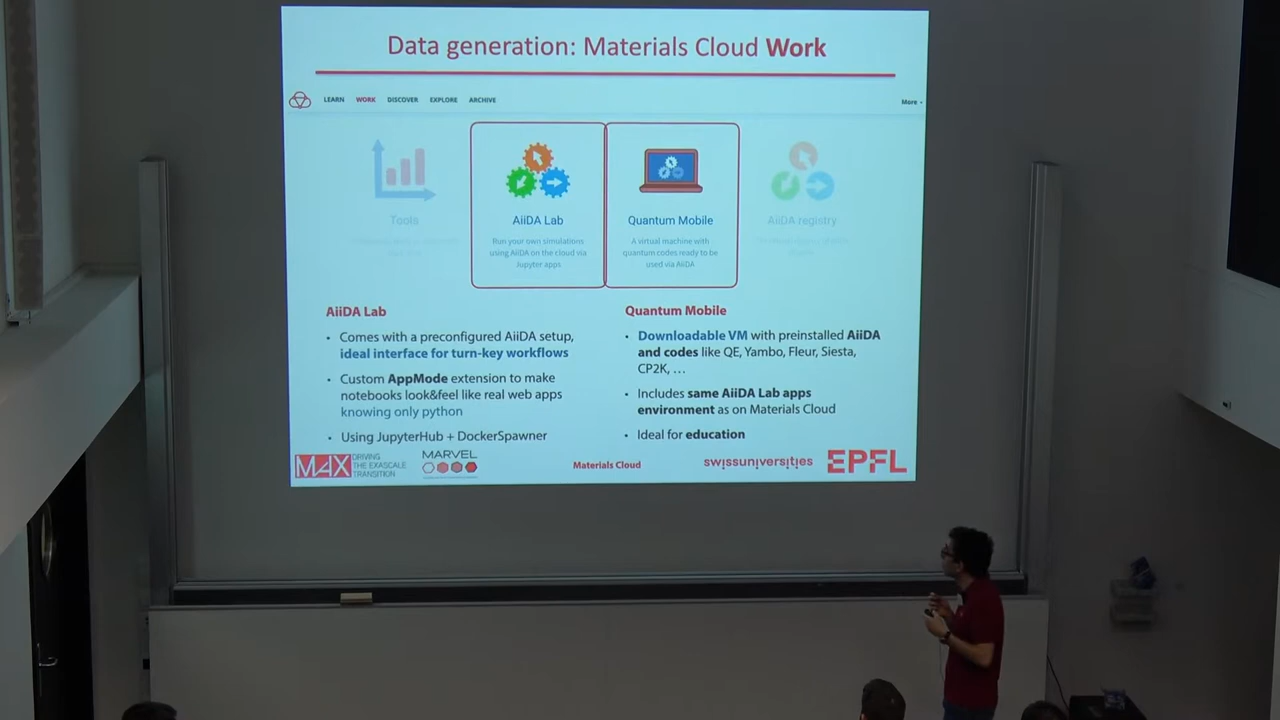 Data generation: Materials Cloud Work
LEARN WORK DISCOVER EXPLORE ARCHIVE More
Tools
AiiDA Lab
Run your own simulations
using AiiDA on the cloud via
Jupyter apps
Quantum Mobile
A virtual machine with
quantum codes ready to be
used via AiiDA
AiiDA registry
AiiDA Lab
• Comes with a preconfigured AiiDA setup,
ideal interface for turn-key workflows
• Custom AppMode extension to make
notebooks look&feel like real web apps
knowing only python
• Using JupyterHub + DockerSpawner
Quantum Mobile
• Downloadable VM with preinstalled AiiDA
and codes like QE, Yambo, Fleur, Siesta,
CP2K, …
• Includes same AiiDA Lab apps
environment as on Materials Cloud
• Ideal for education
MAX DRIVING
THE EXASCALE
TRANSITION
MARVEL
Materials Cloud
swissuniversities
EPFL